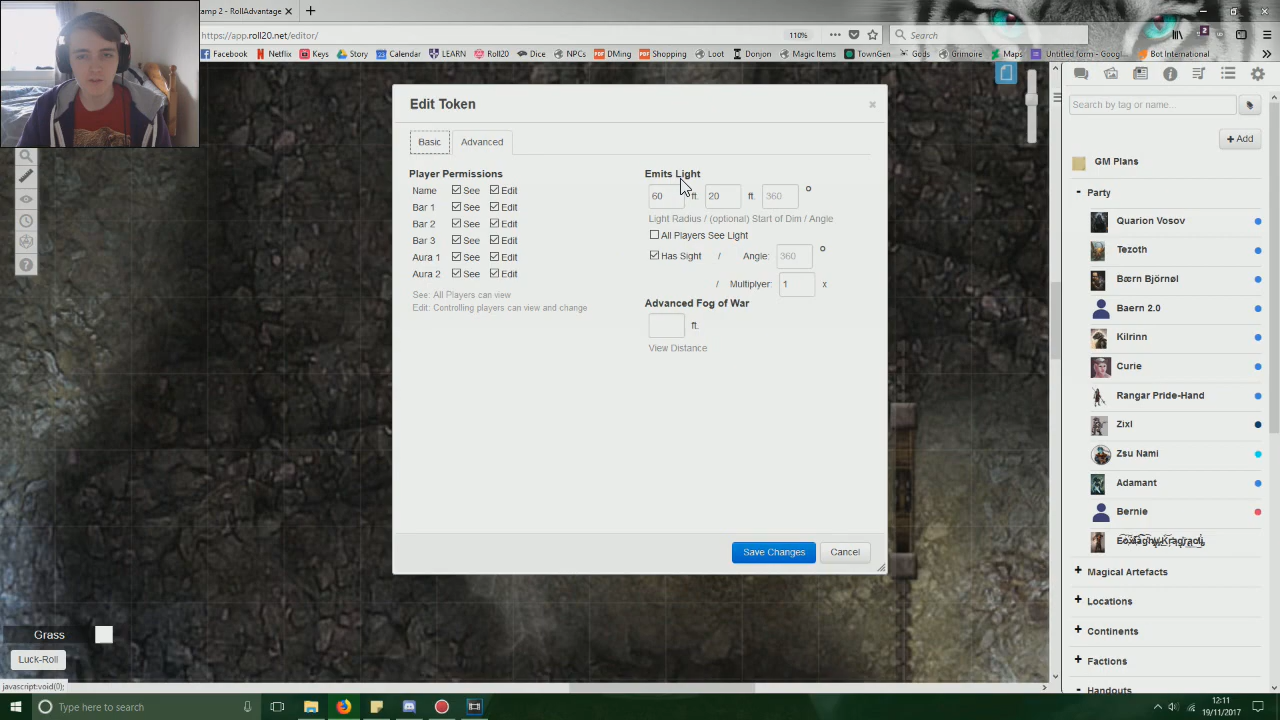 amp 2 - RollAdvantage
https://app.roll20.net/editor/
110%
Search
Facebook
Netflix
Keys
Story
Calendar
LEARN
Roll20
Dice
NPCs
DMing
Shopping
Loot
Donjon
Magic Items
TownGen
Gods
Grimoire
Maps
Untitled form - Goog
Bot International
Edit Token
Basic
Advanced
Player Permissions
Name See Edit
Bar 1 See Edit
Bar 2 See Edit
Bar 3 See Edit
Aura 1 See Edit
Aura 2 See Edit
See: All Players can view
Edit: Controlling players can view and change
Emits Light
60 ft. 20 ft. 360 °
Light Radius / (optional) Start of Dim / Angle
All Players See Light
Has Sight / Angle: 360 °
/ Multiplyer: 1 x
Advanced Fog of War
ft.
View Distance
Save Changes
Cancel
Search by tag or name...
+ Add
GM Plans
- Party
Quarion Vosov
Tezoth
Bærn Björnøl
Baern 2.0
Kilrinn
Curie
Rangar Pride-Hand
Zixl
Zsu Nami
Adamant
Bernie
+ Magical Artefacts
+ Locations
+ Continents
+ Factions
Handouts
Grass
Luck-Roll
javascript:void(0);
Type here to search
12:11
19/11/2017